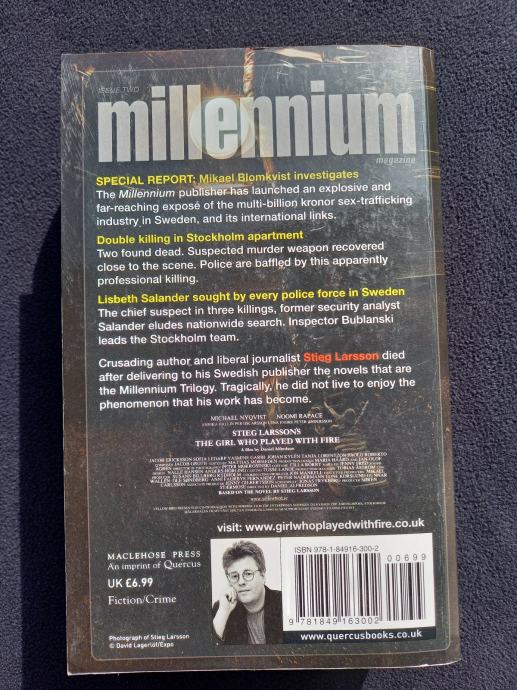 ISSUE TWO
millennium
magazine
SPECIAL REPORT: Mikael Blomkvist investigates
The Millennium publisher has launched an explosive and
far-reaching exposé of the multi-billion kronor sex-trafficking
industry in Sweden, and its international links.
Double killing in Stockholm apartment
Two found dead. Suspected murder weapon recovered
close to the scene. Police are baffled by this apparently
professional killing.
Lisbeth Salander sought by every police force in Sweden
The chief suspect in three killings, former security analyst
Salander eludes nationwide search. Inspector Bublanski
leads the Stockholm team.
Crusading author and liberal journalist Stieg Larsson died
after delivering to his Swedish publisher the novels that are
the Millennium Trilogy. Tragically, he did not live to enjoy the
phenomenon that his work has become.
MICHAEL NYQVIST NOOMI RAPACE
STIEG LARSSON'S
THE GIRL WHO PLAYED WITH FIRE
A film by Daniel Alfredson
BASED ON THE NOVEL BY STIEG LARSSON
visit: www.girlwhoplayedwithfire.co.uk
MACLEHOSE PRESS
An imprint of Quercus
UK £6.99
Fiction/Crime
ISBN 978-1-84916-300-2
00699
9 781849 163002
www.quercusbooks.co.uk
Photograph of Stieg Larsson
© David Lagerlöf/Expo